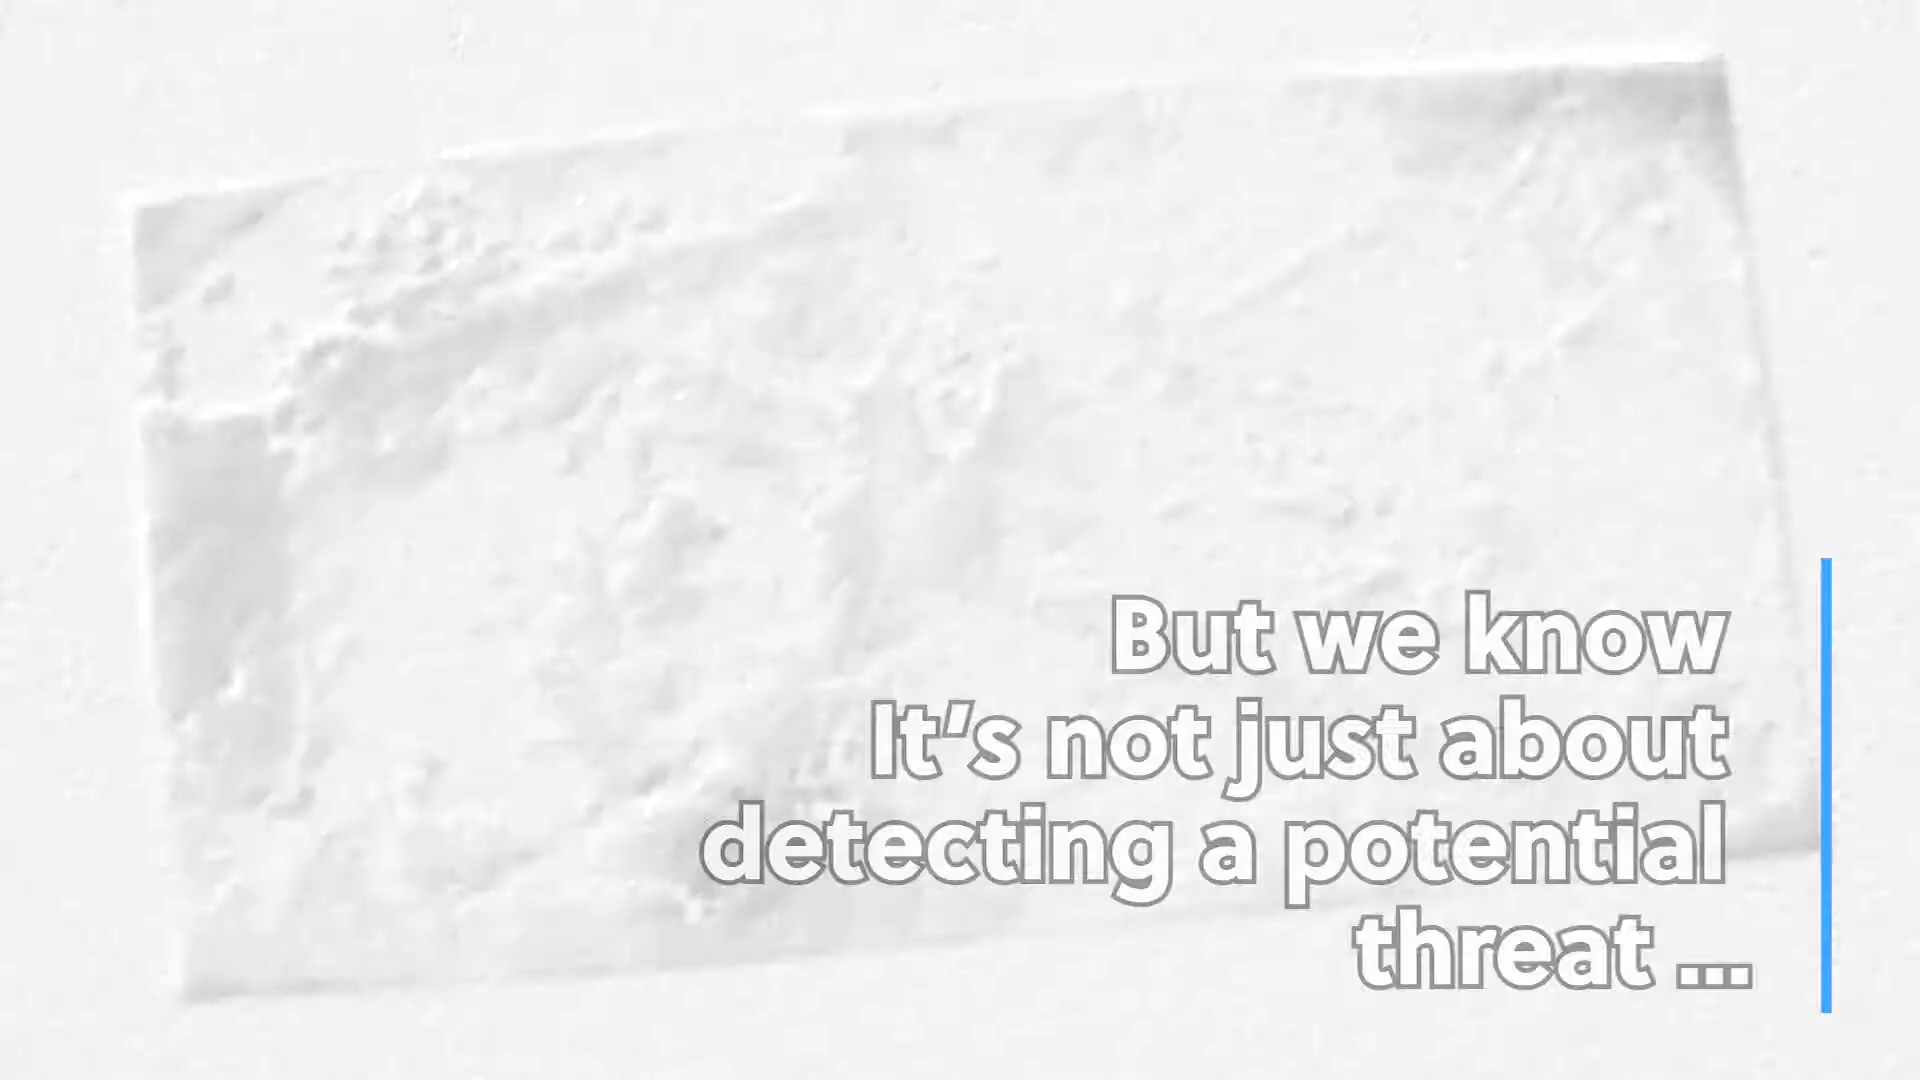 But we know
It's not just about
detecting a potential
threat ...